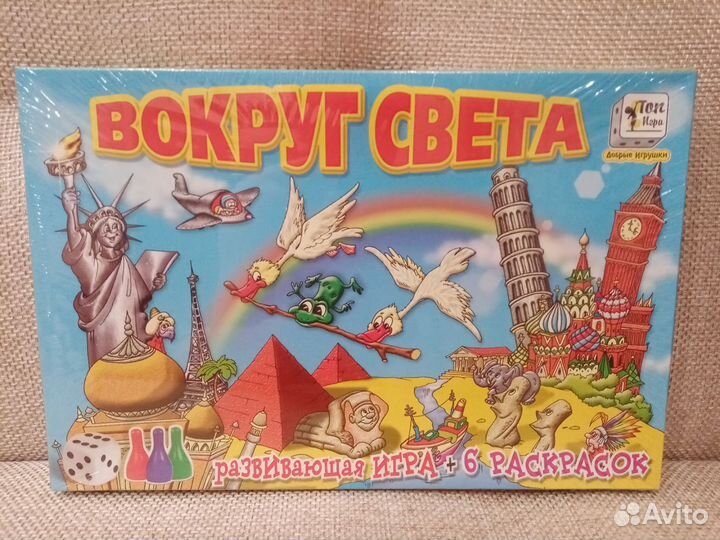 ВОКРУГ СВЕТА
Топ
Игра
Добрые Игрушки
развивающая ИГРА + 6 РАСКРАСОК
Avito